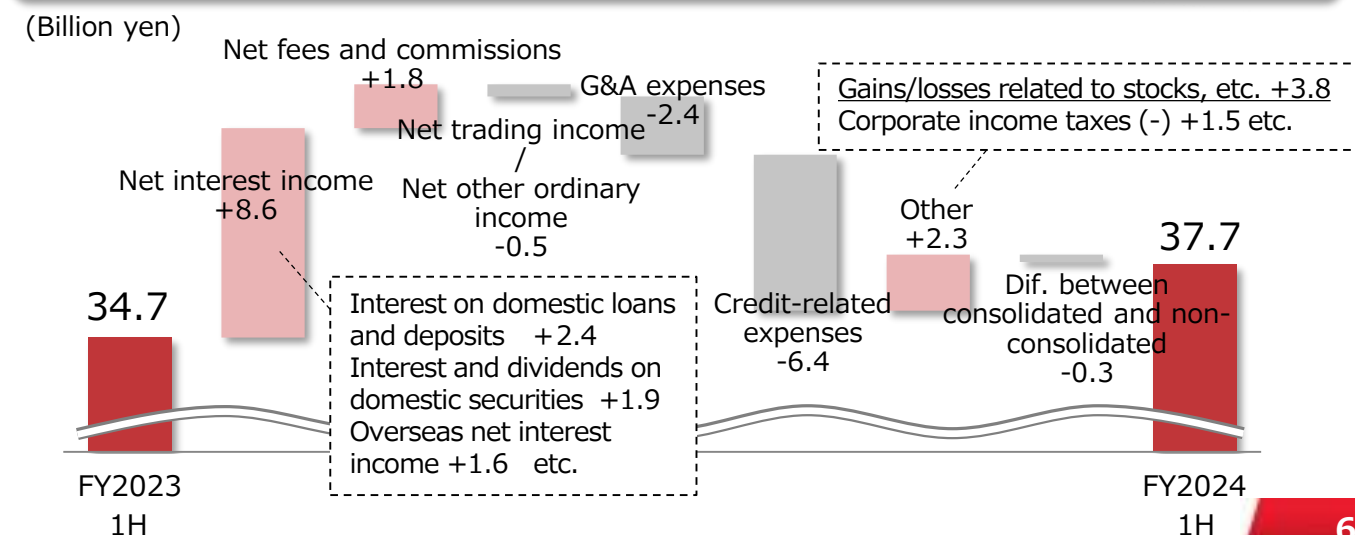 (Billion yen)
Net fees and commissions
+1.8
G&A expenses
-2.4
Net trading income
/
Net other ordinary
income
-0.5
Gains/losses related to stocks, etc. +3.8
Corporate income taxes (-) +1.5 etc.
Net interest income
+8.6
Other
+2.3
37.7
34.7
Interest on domestic loans
and deposits +2.4
Interest and dividends on
domestic securities +1.9
Overseas net interest
income +1.6 etc.
Credit-related
expenses
-6.4
Dif. between
consolidated and non-
consolidated
-0.3
FY2023
1H
FY2024
1H
6